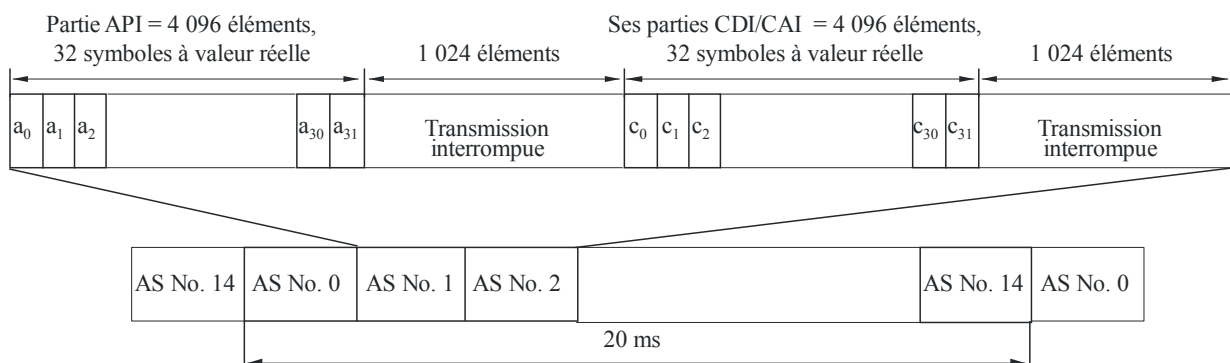 Partie API = 4 096 éléments,
32 symboles à valeur réelle
1 024 éléments
Ses parties CDI/CAI = 4 096 éléments,
32 symboles à valeur réelle
1 024 éléments
a0 a1 a2 a30 a31 Transmission interrompue c0 c1 c2 c30 c31 Transmission interrompue
AS No. 14 AS No. 0 AS No. 1 AS No. 2 AS No. 14 AS No. 0
20 ms